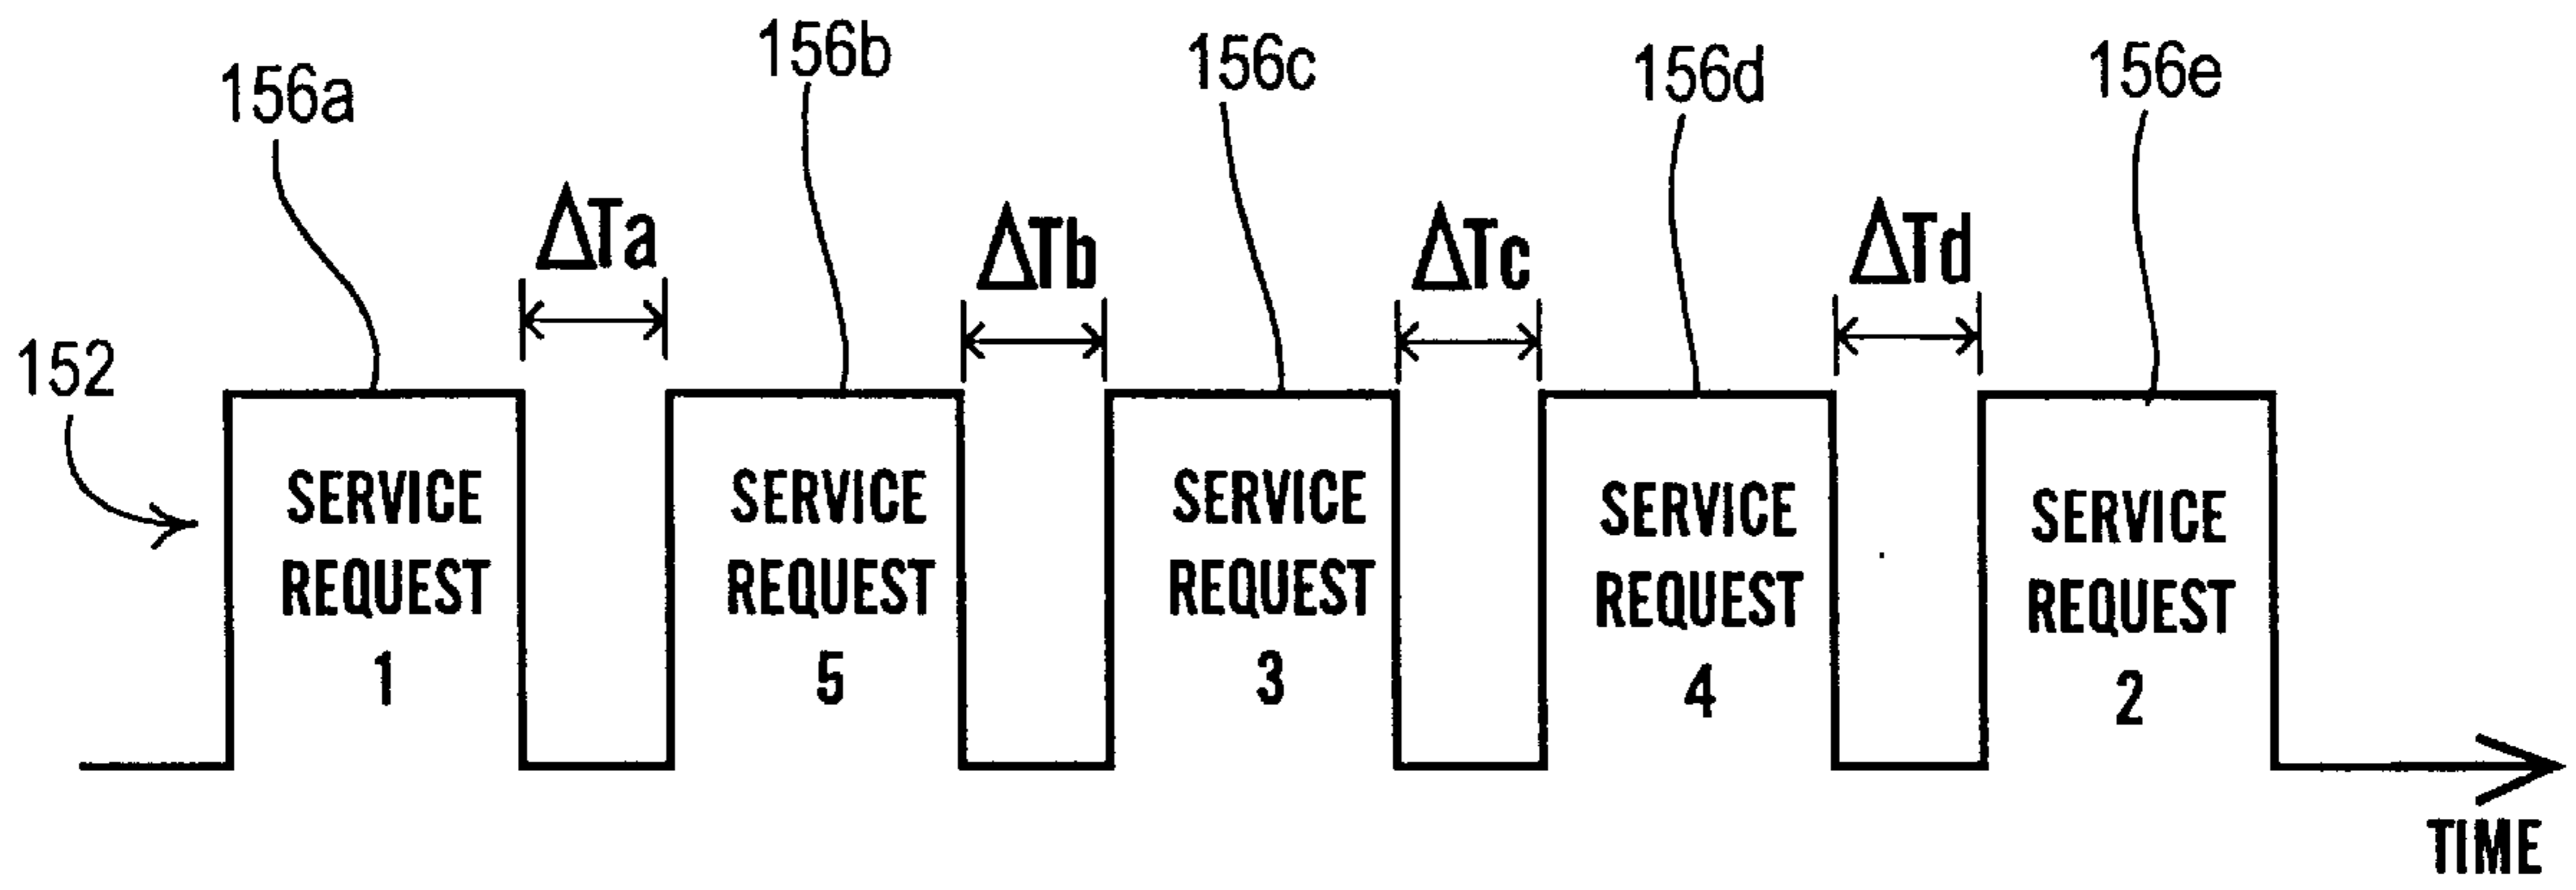 156a
156b
156c
156d
156e
ΔTa
ΔTb
ΔTc
ΔTd
152
SERVICE
REQUEST
1
SERVICE
REQUEST
5
SERVICE
REQUEST
3
SERVICE
REQUEST
4
SERVICE
REQUEST
2
TIME